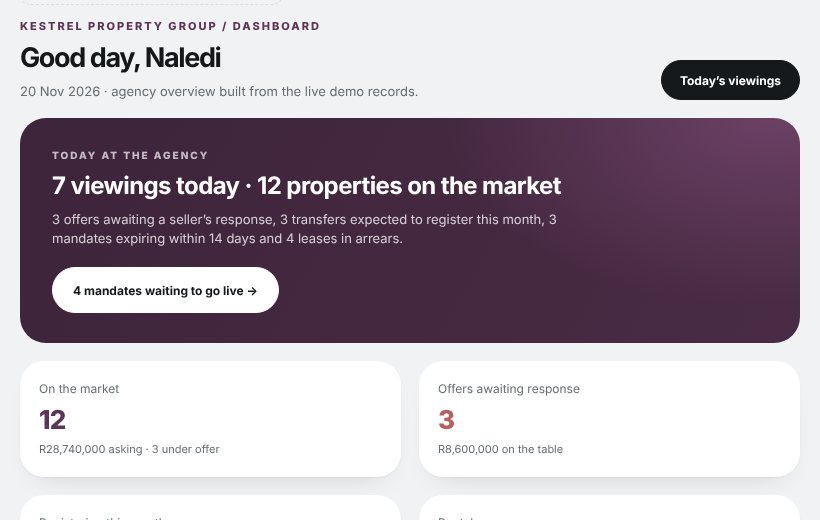 KESTREL PROPERTY GROUP / DASHBOARD
Good day, Naledi
20 Nov 2026 · agency overview built from the live demo records.
Today's viewings
TODAY AT THE AGENCY
7 viewings today · 12 properties on the market
3 offers awaiting a seller's response, 3 transfers expected to register this month, 3
mandates expiring within 14 days and 4 leases in arrears.
4 mandates waiting to go live →
On the market
12
R28,740,000 asking · 3 under offer
Offers awaiting response
3
R8,600,000 on the table